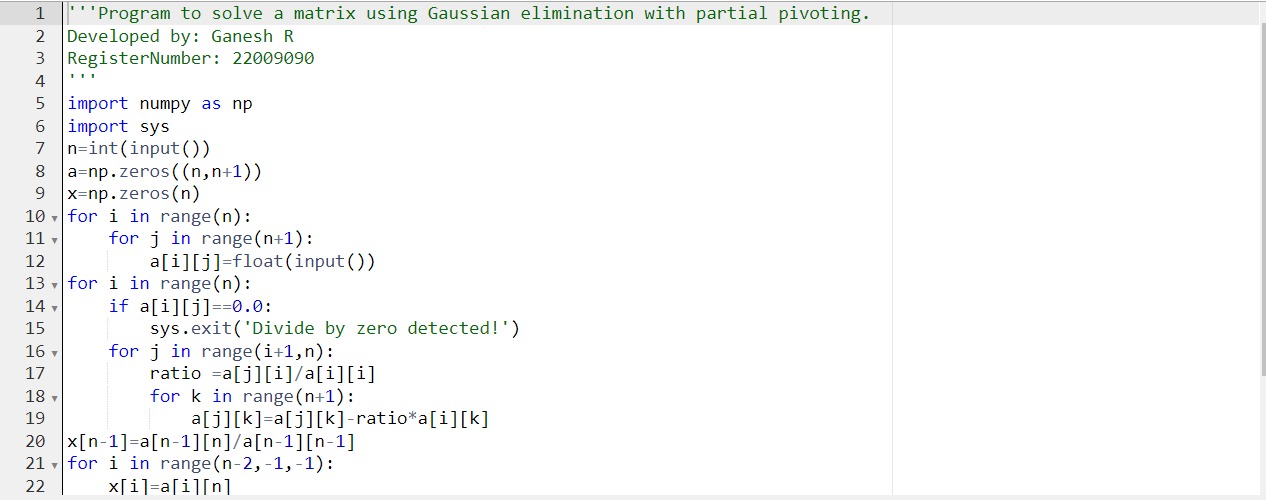 1 '''Program to solve a matrix using Gaussian elimination with partial pivoting.
2 Developed by: Ganesh R
3 RegisterNumber: 22009090
4 '''
5 import numpy as np
6 import sys
7 n=int(input())
8 a=np.zeros((n,n+1))
9 x=np.zeros(n)
10 for i in range(n):
11     for j in range(n+1):
12         a[i][j]=float(input())
13 for i in range(n):
14     if a[i][j]==0.0:
15         sys.exit('Divide by zero detected!')
16     for j in range(i+1,n):
17         ratio =a[j][i]/a[i][i]
18         for k in range(n+1):
19             a[j][k]=a[j][k]-ratio*a[i][k]
20 x[n-1]=a[n-1][n]/a[n-1][n-1]
21 for i in range(n-2,-1,-1):
22     x[i]=a[i][n]